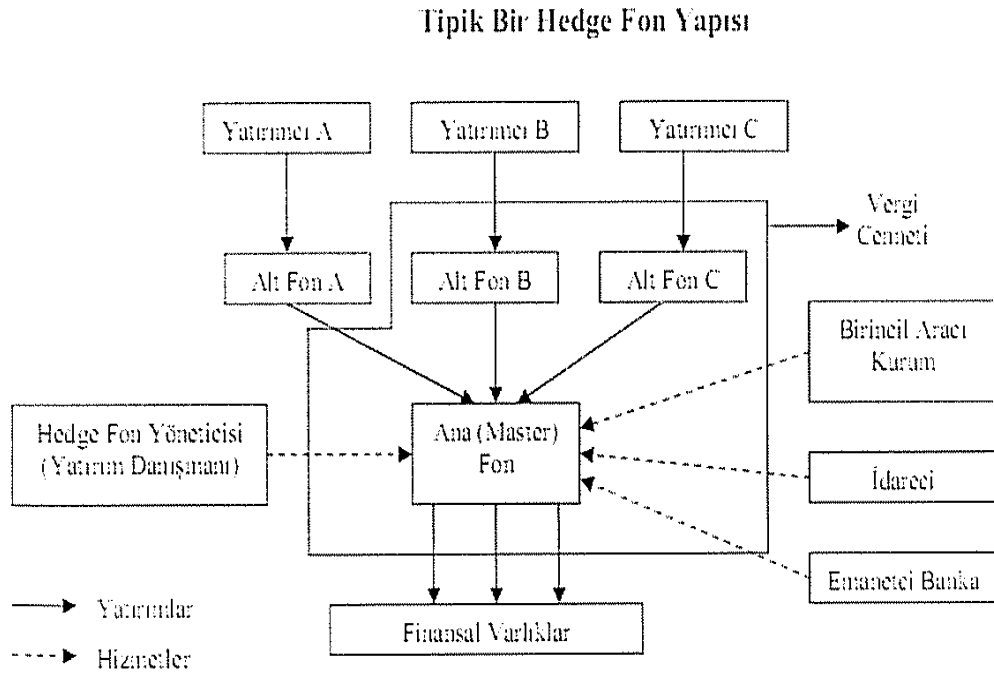 Tipik Bir Hedge Fon Yapısı
Yatırımcı A
Yatırımcı B
Yatırımcı C
Vergi
Cenneti
Alt Fon A
Alt Fon B
Alt Fon C
Birincil Aracı
Kurum
Hedge Fon Yöneticisi
(Yatırım Danışmanı)
Ana (Master)
Fon
İdareci
Emanetci Banka
Yatırımlar
Finansal Varlıklar
Hizmetler